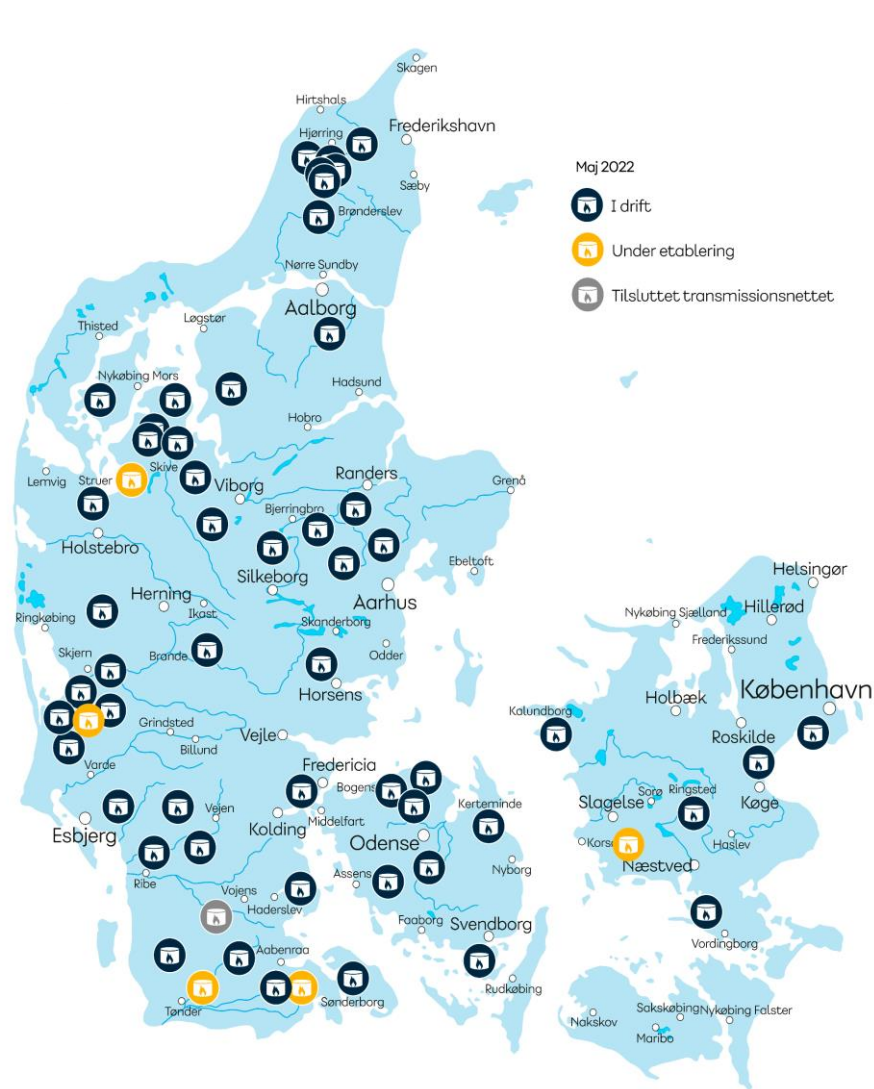 Skagen
Hirtshals
Hjørring
Frederikshavn
Sæby
Brønderslev
Nørre Sundby
Aalborg
Løgstør
Thisted
Nykøbing Mors
Hadsund
Hobro
Maj 2022
I drift
Under etablering
Tilsluttet transmissionsnettet
Lemvig
Struer
Skive
Viborg
Randers
Grenå
Bjerringbro
Holstebro
Silkeborg
Ebeltoft
Aarhus
Herning
Ikast
Ringkøbing
Skanderborg
Skjern
Brande
Odder
Horsens
Grindsted
Billund
Vejle
Varde
Fredericia
Bogens
Middelfart
Kolding
Vejen
Esbjerg
Kerteminde
Odense
Nyborg
Assens
Ribe
Vojens
Haderslev
Faaborg
Svendborg
Aabenraa
Rudkøbing
Sønderborg
Tønder
Helsingør
Hillerød
Nykøbing Sjælland
Frederikssund
København
Holbæk
Kalundborg
Roskilde
Køge
Sorø
Ringsted
Slagelse
Haslev
Næstved
Vordingborg
Nakskov
Sakskøbing
Nykøbing Falster
Maribo